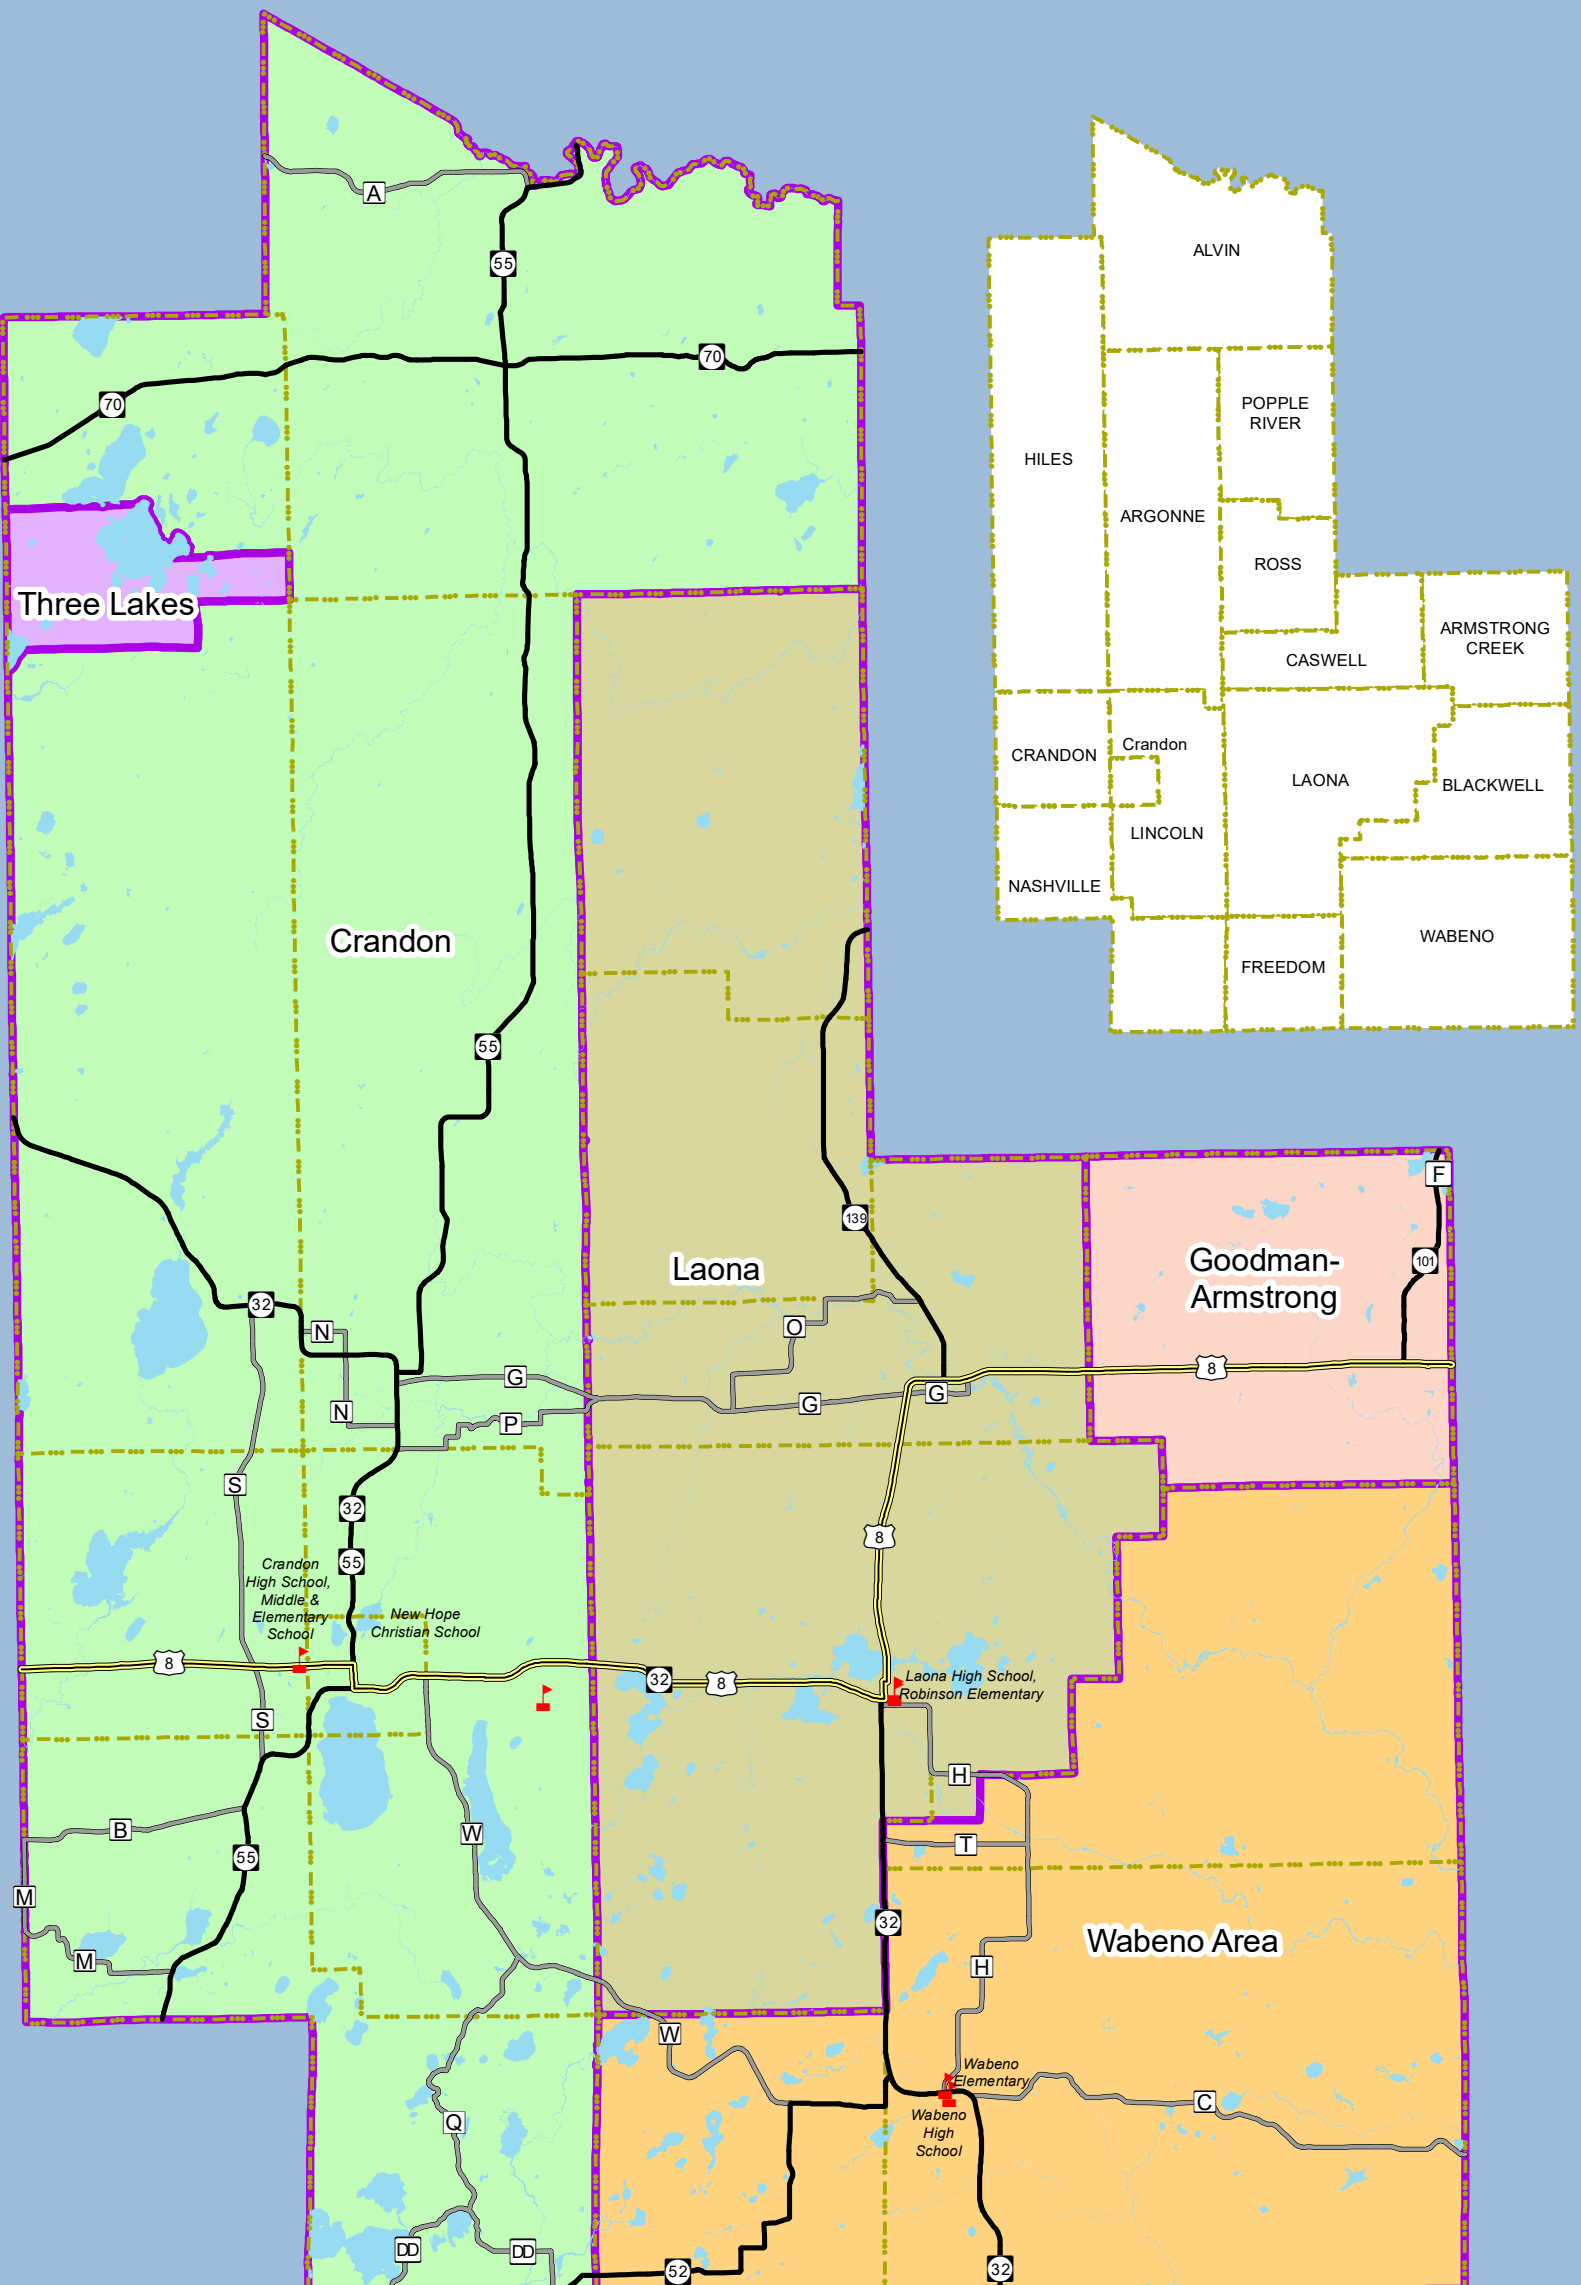 A
55
70
70
Three Lakes
Crandon
55
139
Laona
Goodman-
Armstrong
F
101
32
N
O
8
G
G
G
N
P
S
32
8
55
Crandon
High School,
Middle &
Elementary
School
New Hope
Christian School
8
32
8
Laona High School,
Robinson Elementary
S
H
B
W
T
55
M
32
Wabeno Area
M
H
W
Wabeno
Elementary
C
Q
Wabeno
High
School
DD
DD
52
32
ALVIN
POPPLE
RIVER
HILES
ARGONNE
ROSS
ARMSTRONG
CREEK
CASWELL
Crandon
CRANDON
LAONA
BLACKWELL
LINCOLN
NASHVILLE
WABENO
FREEDOM